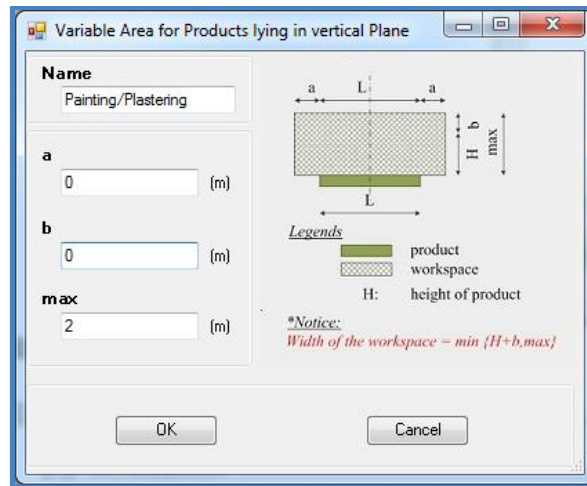 Variable Area for Products lying in vertical Plane
Name
Painting/Plastering
a
0 (m)
b
0 (m)
max
2 (m)
a L a
b
H
max
L
Legends
product
workspace
H: height of product
*Notice:
Width of the workspace = min {H+b,max}
OK Cancel